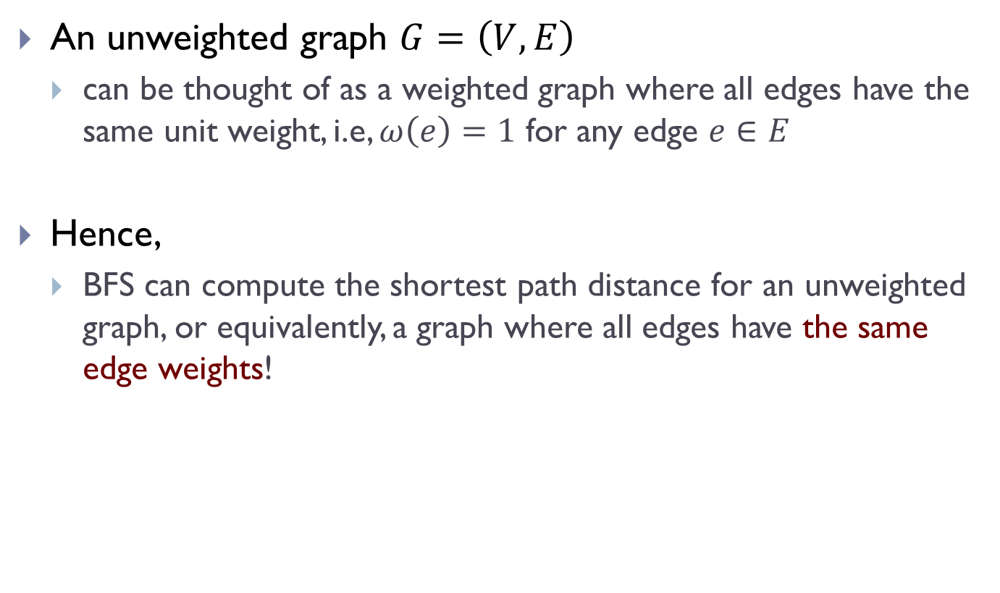 An unweighted graph G = (V, E)
can be thought of as a weighted graph where all edges have the
same unit weight, i.e, ω(e) = 1 for any edge e ∈ E
Hence,
BFS can compute the shortest path distance for an unweighted
graph, or equivalently, a graph where all edges have the same
edge weights!